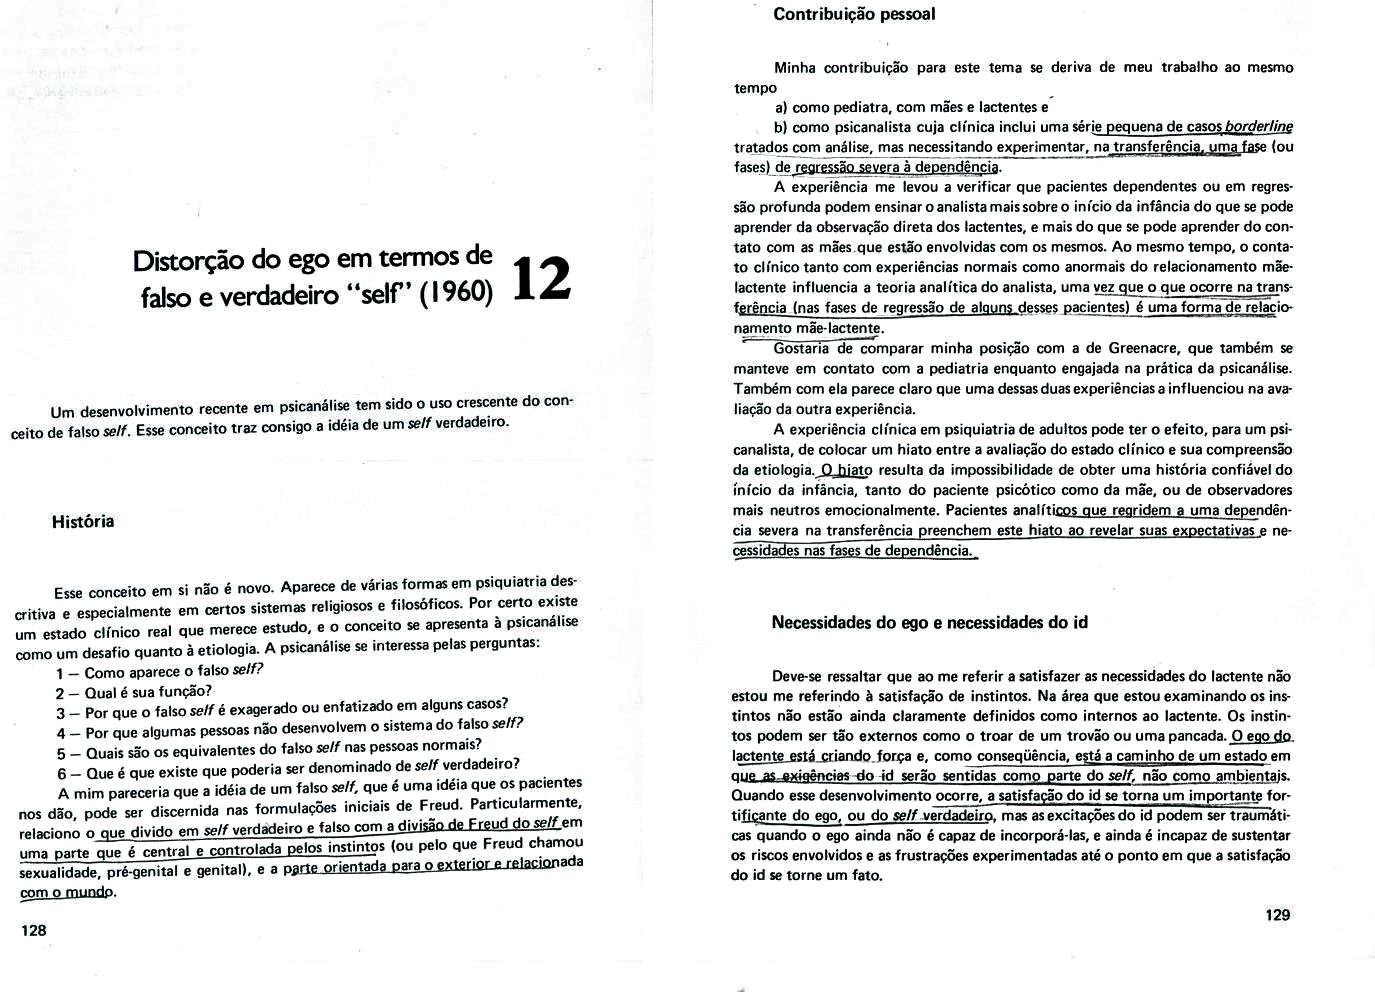 Distorção do ego em termos de
falso e verdadeiro "self" (1960)
12
Um desenvolvimento recente em psicanálise tem sido o uso crescente do con-
ceito de falso self. Esse conceito traz consigo a idéia de um self verdadeiro.
História
Esse conceito em si não é novo. Aparece de várias formas em psiquiatria des-
critiva e especialmente em certos sistemas religiosos e filosóficos. Por certo existe
um estado clínico real que merece estudo, e o conceito se apresenta à psicanálise
como um desafio quanto à etiologia. A psicanálise se interessa pelas perguntas:
1 — Como aparece o falso self?
2 — Qual é sua função?
3 — Por que o falso self é exagerado ou enfatizado em alguns casos?
4 — Por que algumas pessoas não desenvolvem o sistema do falso self?
5 — Quais são os equivalentes do falso self nas pessoas normais?
6 — Que é que existe que poderia ser denominado de self verdadeiro?
A mim pareceria que a idéia de um falso self, que é uma idéia que os pacientes
nos dão, pode ser discernida nas formulações iniciais de Freud. Particularmente,
relaciono o que divido em self verdadeiro e falso com a divisão de Freud do self em
uma parte que é central e controlada pelos instintos (ou pelo que Freud chamou
sexualidade, pré-genital e genital), e a parte orientada para o exterior e relacionada
com o mundo.
128
Contribuição pessoal
Minha contribuição para este tema se deriva de meu trabalho ao mesmo
tempo
a) como pediatra, com mães e lactentes e
b) como psicanalista cuja clínica inclui uma série pequena de casos borderline
tratados com análise, mas necessitando experimentar, na transferência, uma fase (ou
fases) de regressão severa à dependência.
A experiência me levou a verificar que pacientes dependentes ou em regres-
são profunda podem ensinar o analista mais sobre o início da infância do que se pode
aprender da observação direta dos lactentes, e mais do que se pode aprender do con-
tato com as mães que estão envolvidas com os mesmos. Ao mesmo tempo, o conta-
to clínico tanto com experiências normais como anormais do relacionamento mãe-
lactente influencia a teoria analítica do analista, uma vez que o que ocorre na trans-
ferência (nas fases de regressão de alguns desses pacientes) é uma forma de relacio-
namento mãe-lactente.
Gostaria de comparar minha posição com a de Greenacre, que também se
manteve em contato com a pediatria enquanto engajada na prática da psicanálise.
Também com ela parece claro que uma dessas duas experiências a influenciou na ava-
liação da outra experiência.
A experiência clínica em psiquiatria de adultos pode ter o efeito, para um psi-
canalista, de colocar um hiato entre a avaliação do estado clínico e sua compreensão
da etiologia. O hiato resulta da impossibilidade de obter uma história confiável do
início da infância, tanto do paciente psicótico como da mãe, ou de observadores
mais neutros emocionalmente. Pacientes analíticos que regridem a uma dependên-
cia severa na transferência preenchem este hiato ao revelar suas expectativas e ne-
cessidades nas fases de dependência.
Necessidades do ego e necessidades do id
Deve-se ressaltar que ao me referir a satisfazer as necessidades do lactente não
estou me referindo à satisfação de instintos. Na área que estou examinando os ins-
tintos não estão ainda claramente definidos como internos ao lactente. Os instin-
tos podem ser tão externos como o troar de um trovão ou uma pancada. O ego do
lactente está criando força e, como conseqüência, está a caminho de um estado em
que as exigências do id serão sentidas como parte do self, não como ambientais.
Quando esse desenvolvimento ocorre, a satisfação do id se torna um importante for-
tificante do ego, ou do self verdadeiro, mas as excitações do id podem ser traumáti-
cas quando o ego ainda não é capaz de incorporá-las, e ainda é incapaz de sustentar
os riscos envolvidos e as frustrações experimentadas até o ponto em que a satisfação
do id se torne um fato.
129